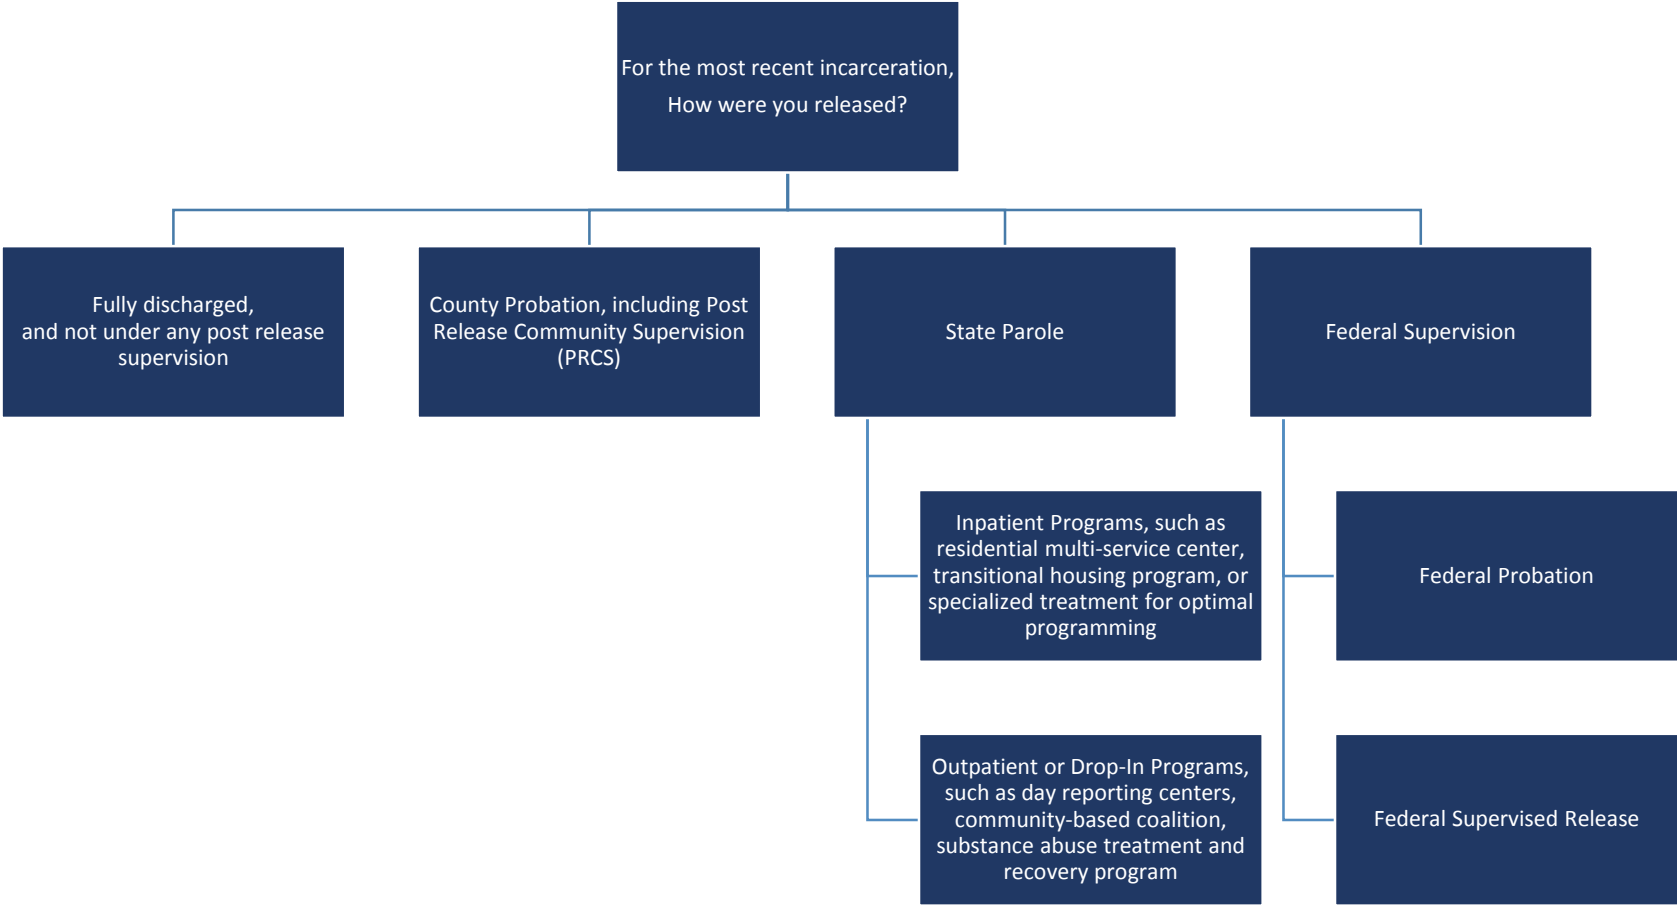 For the most recent incarceration,
How were you released?
Fully discharged,
and not under any post release
supervision
County Probation, including Post
Release Community Supervision
(PRCS)
State Parole
Federal Supervision
Inpatient Programs, such as
residential multi-service center,
transitional housing program, or
specialized treatment for optimal
programming
Federal Probation
Outpatient or Drop-In Programs,
such as day reporting centers,
community-based coalition,
substance abuse treatment and
recovery program
Federal Supervised Release